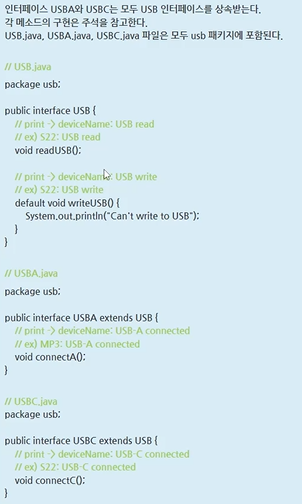 인터페이스 USBA와 USBC는 모두 USB 인터페이스를 상속받는다.
각 메소드의 구현은 주석을 참고한다.
USB.java, USBA.java, USBC.java 파일은 모두 usb 패키지에 포함된다.
// USB.java
package usb;
public interface USB {
// print -> deviceName: USB read
// ex) S22: USB read
void readUSB();
// print -> deviceName: USB write
// ex) S22: USB write
default void writeUSB() {
System.out.println("Can't write to USB");
}
}
// USBA.java
package usb;
public interface USBA extends USB {
// print -> deviceName: USB-A connected
// ex) MP3: USB-A connected
void connectA();
}
// USBC.java
package usb;
public interface USBC extends USB {
// print -> deviceName: USB-C connected
// ex) S22: USB-C connected
void connectC();
}